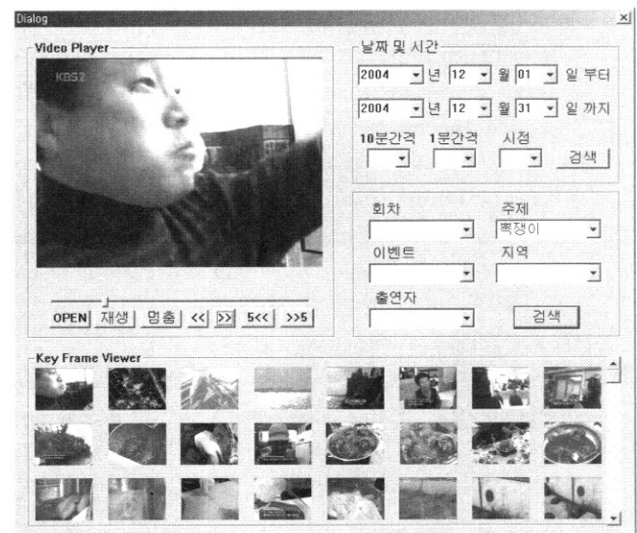 Dialog
Video Player
KBS2
OPEN 재생 멈춤 << >> 5<< >>5
날짜 및 시간
2004 년 12 월 01 일 부터
2004 년 12 월 31 일 까지
10분간격 1분간격 시점
검색
회차 주제
뻑쟁이
이벤트 지역
출연자
검색
Key Frame Viewer